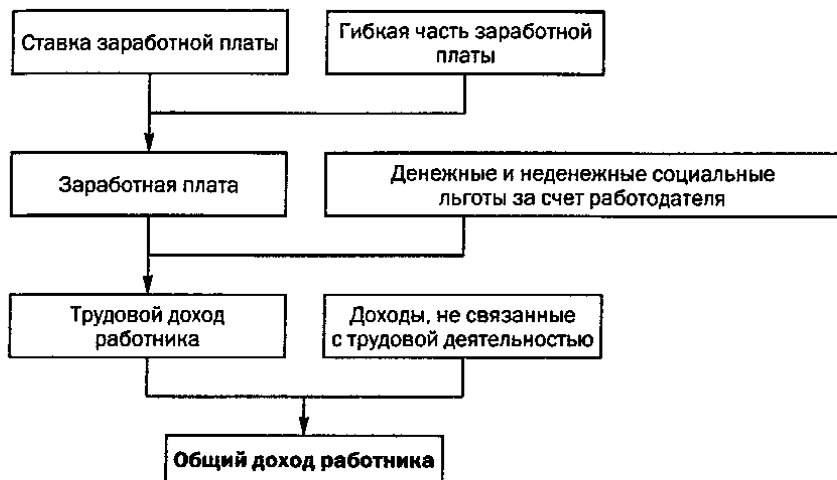 Ставка заработной платы
Гибкая часть заработной
платы
Заработная плата
Денежные и неденежные социальные
льготы за счет работодателя
Трудовой доход
работника
Доходы, не связанные
с трудовой деятельностью
Общий доход работника